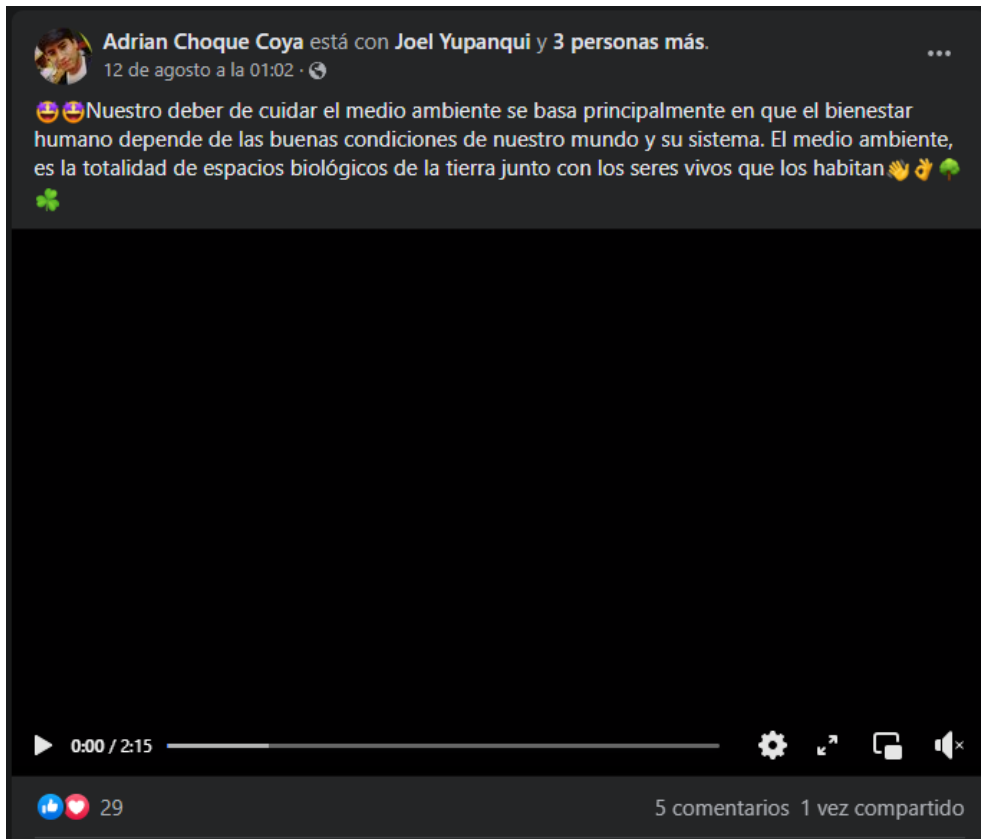 Adrian Choque Coya está con Joel Yupanqui y 3 personas más.
12 de agosto a la 01:02 ·
🤩🤩Nuestro deber de cuidar el medio ambiente se basa principalmente en que el bienestar
humano depende de las buenas condiciones de nuestro mundo y su sistema. El medio ambiente,
es la totalidad de espacios biológicos de la tierra junto con los seres vivos que los habitan👋👌🌳
☘️
0:00 / 2:15
29
5 comentarios 1 vez compartido